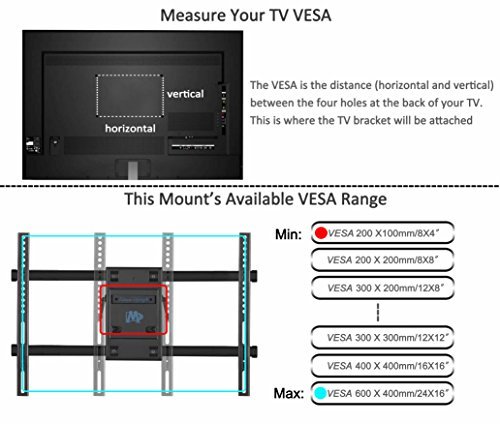 Measure Your TV VESA
vertical
horizontal
The VESA is the distance (horizontal and vertical)
between the four holes at the back of your TV.
This is where the TV bracket will be attached
This Mount's Available VESA Range
Min: VESA 200 X100mm/8X4"
VESA 200 X 200mm/8X8"
VESA 300 X 200mm/12X8"
VESA 300 X 300mm/12X12"
VESA 400 X 400mm/16X16"
Max: VESA 600 X 400mm/24X16"